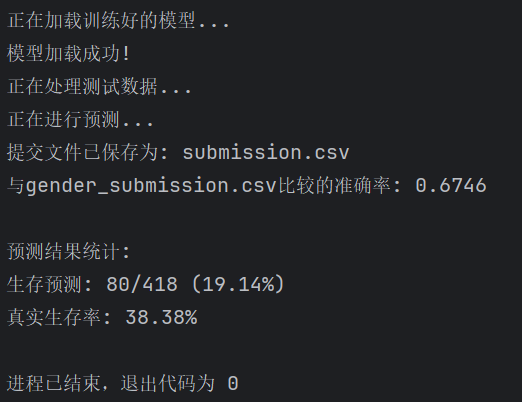 正在加载训练好的模型...
模型加载成功!
正在处理测试数据...
正在进行预测...
提交文件已保存为: submission.csv
与gender_submission.csv比较的准确率: 0.6746
预测结果统计:
生存预测: 80/418 (19.14%)
真实生存率: 38.38%
进程已结束，退出代码为 0